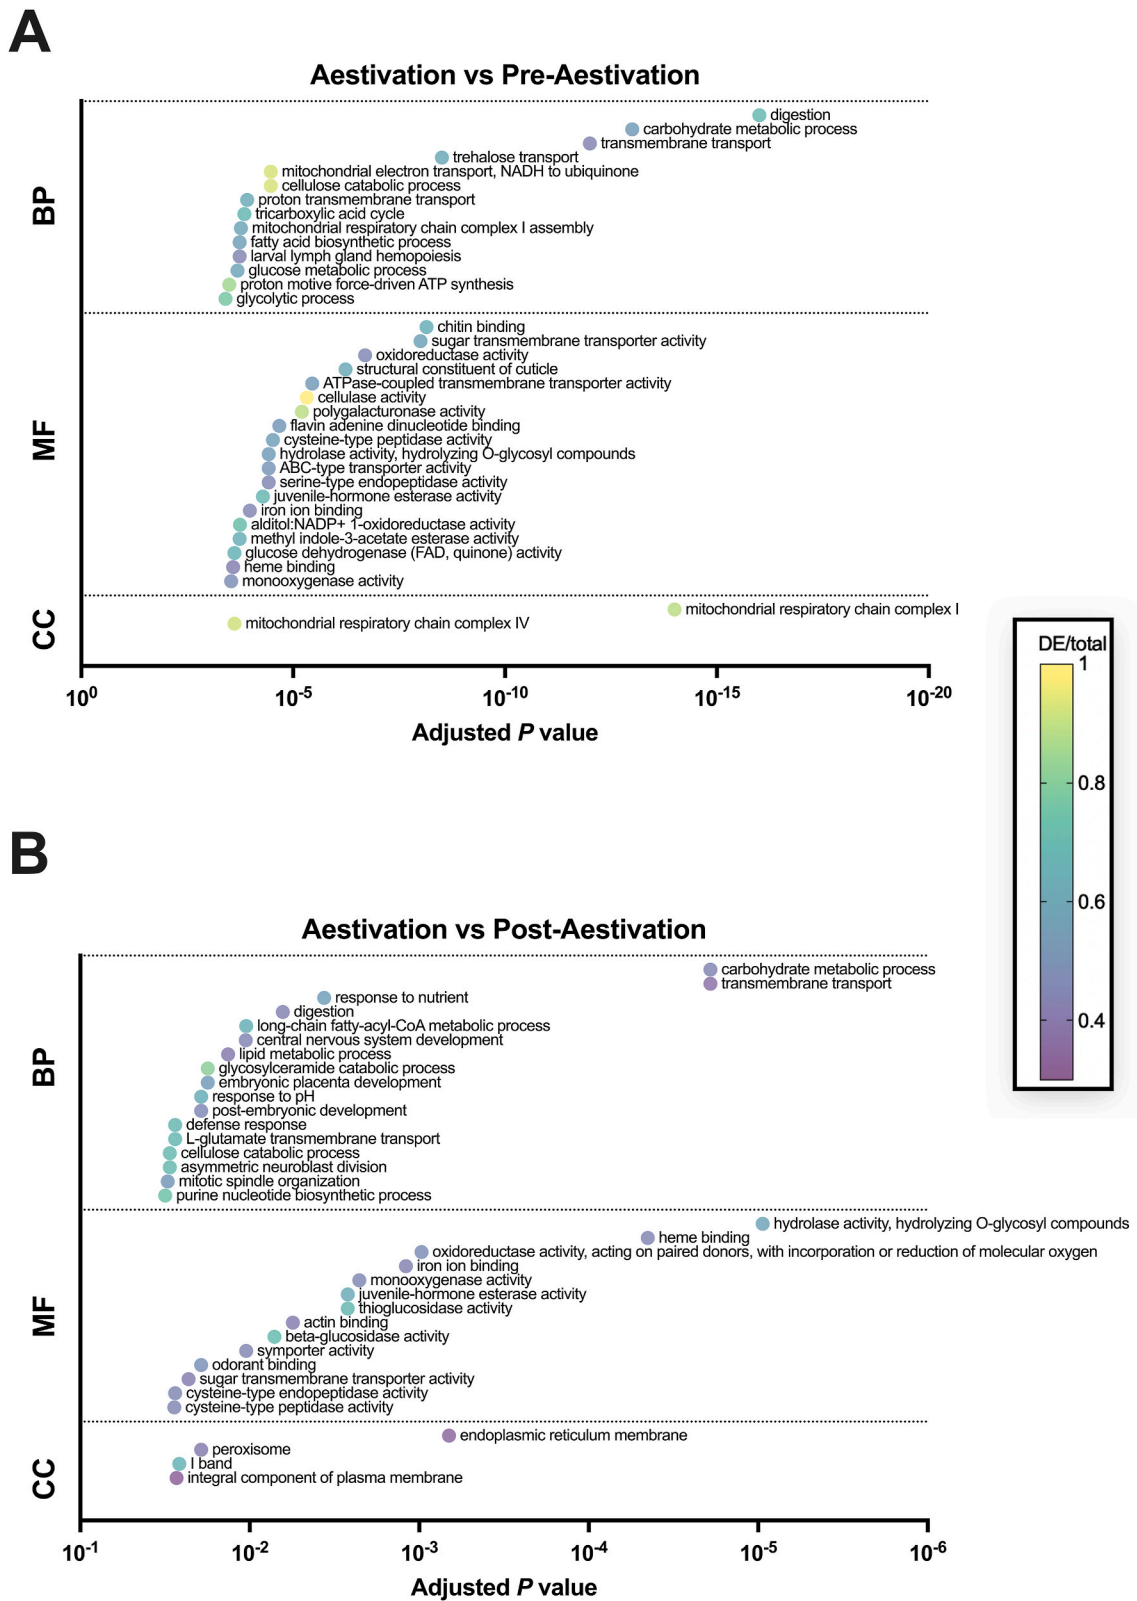 A
Aestivation vs Pre-Aestivation
BP
digestion
carbohydrate metabolic process
transmembrane transport
trehalose transport
mitochondrial electron transport, NADH to ubiquinone
cellulose catabolic process
proton transmembrane transport
tricarboxylic acid cycle
mitochondrial respiratory chain complex I assembly
fatty acid biosynthetic process
larval lymph gland hemopoiesis
glucose metabolic process
proton motive force-driven ATP synthesis
glycolytic process
MF
chitin binding
sugar transmembrane transporter activity
oxidoreductase activity
structural constituent of cuticle
ATPase-coupled transmembrane transporter activity
cellulase activity
polygalacturonase activity
flavin adenine dinucleotide binding
cysteine-type peptidase activity
hydrolase activity, hydrolyzing O-glycosyl compounds
ABC-type transporter activity
serine-type endopeptidase activity
juvenile-hormone esterase activity
iron ion binding
alditol:NADP+ 1-oxidoreductase activity
methyl indole-3-acetate esterase activity
glucose dehydrogenase (FAD, quinone) activity
heme binding
monooxygenase activity
CC
mitochondrial respiratory chain complex I
mitochondrial respiratory chain complex IV
10⁰ 10⁻⁵ 10⁻¹⁰ 10⁻¹⁵ 10⁻²⁰
Adjusted P value
DE/total
1
0.8
0.6
0.4
B
Aestivation vs Post-Aestivation
BP
carbohydrate metabolic process
transmembrane transport
response to nutrient
digestion
long-chain fatty-acyl-CoA metabolic process
central nervous system development
lipid metabolic process
glycosylceramide catabolic process
embryonic placenta development
response to pH
post-embryonic development
defense response
L-glutamate transmembrane transport
cellulose catabolic process
asymmetric neuroblast division
mitotic spindle organization
purine nucleotide biosynthetic process
MF
hydrolase activity, hydrolyzing O-glycosyl compounds
heme binding
oxidoreductase activity, acting on paired donors, with incorporation or reduction of molecular oxygen
iron ion binding
monooxygenase activity
juvenile-hormone esterase activity
thioglucosidase activity
actin binding
beta-glucosidase activity
symporter activity
odorant binding
sugar transmembrane transporter activity
cysteine-type endopeptidase activity
cysteine-type peptidase activity
CC
endoplasmic reticulum membrane
peroxisome
I band
integral component of plasma membrane
10⁻¹ 10⁻² 10⁻³ 10⁻⁴ 10⁻⁵ 10⁻⁶
Adjusted P value